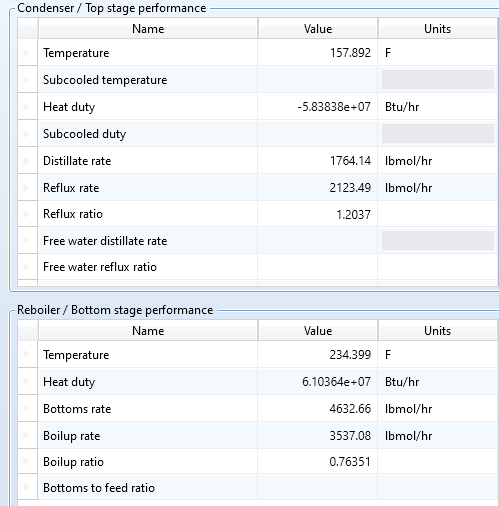 Condenser / Top stage performance
Name Value Units
Temperature 157.892 F
Subcooled temperature
Heat duty -5.83838e+07 Btu/hr
Subcooled duty
Distillate rate 1764.14 lbmol/hr
Reflux rate 2123.49 lbmol/hr
Reflux ratio 1.2037
Free water distillate rate
Free water reflux ratio
Reboiler / Bottom stage performance
Name Value Units
Temperature 234.399 F
Heat duty 6.10364e+07 Btu/hr
Bottoms rate 4632.66 lbmol/hr
Boilup rate 3537.08 lbmol/hr
Boilup ratio 0.76351
Bottoms to feed ratio